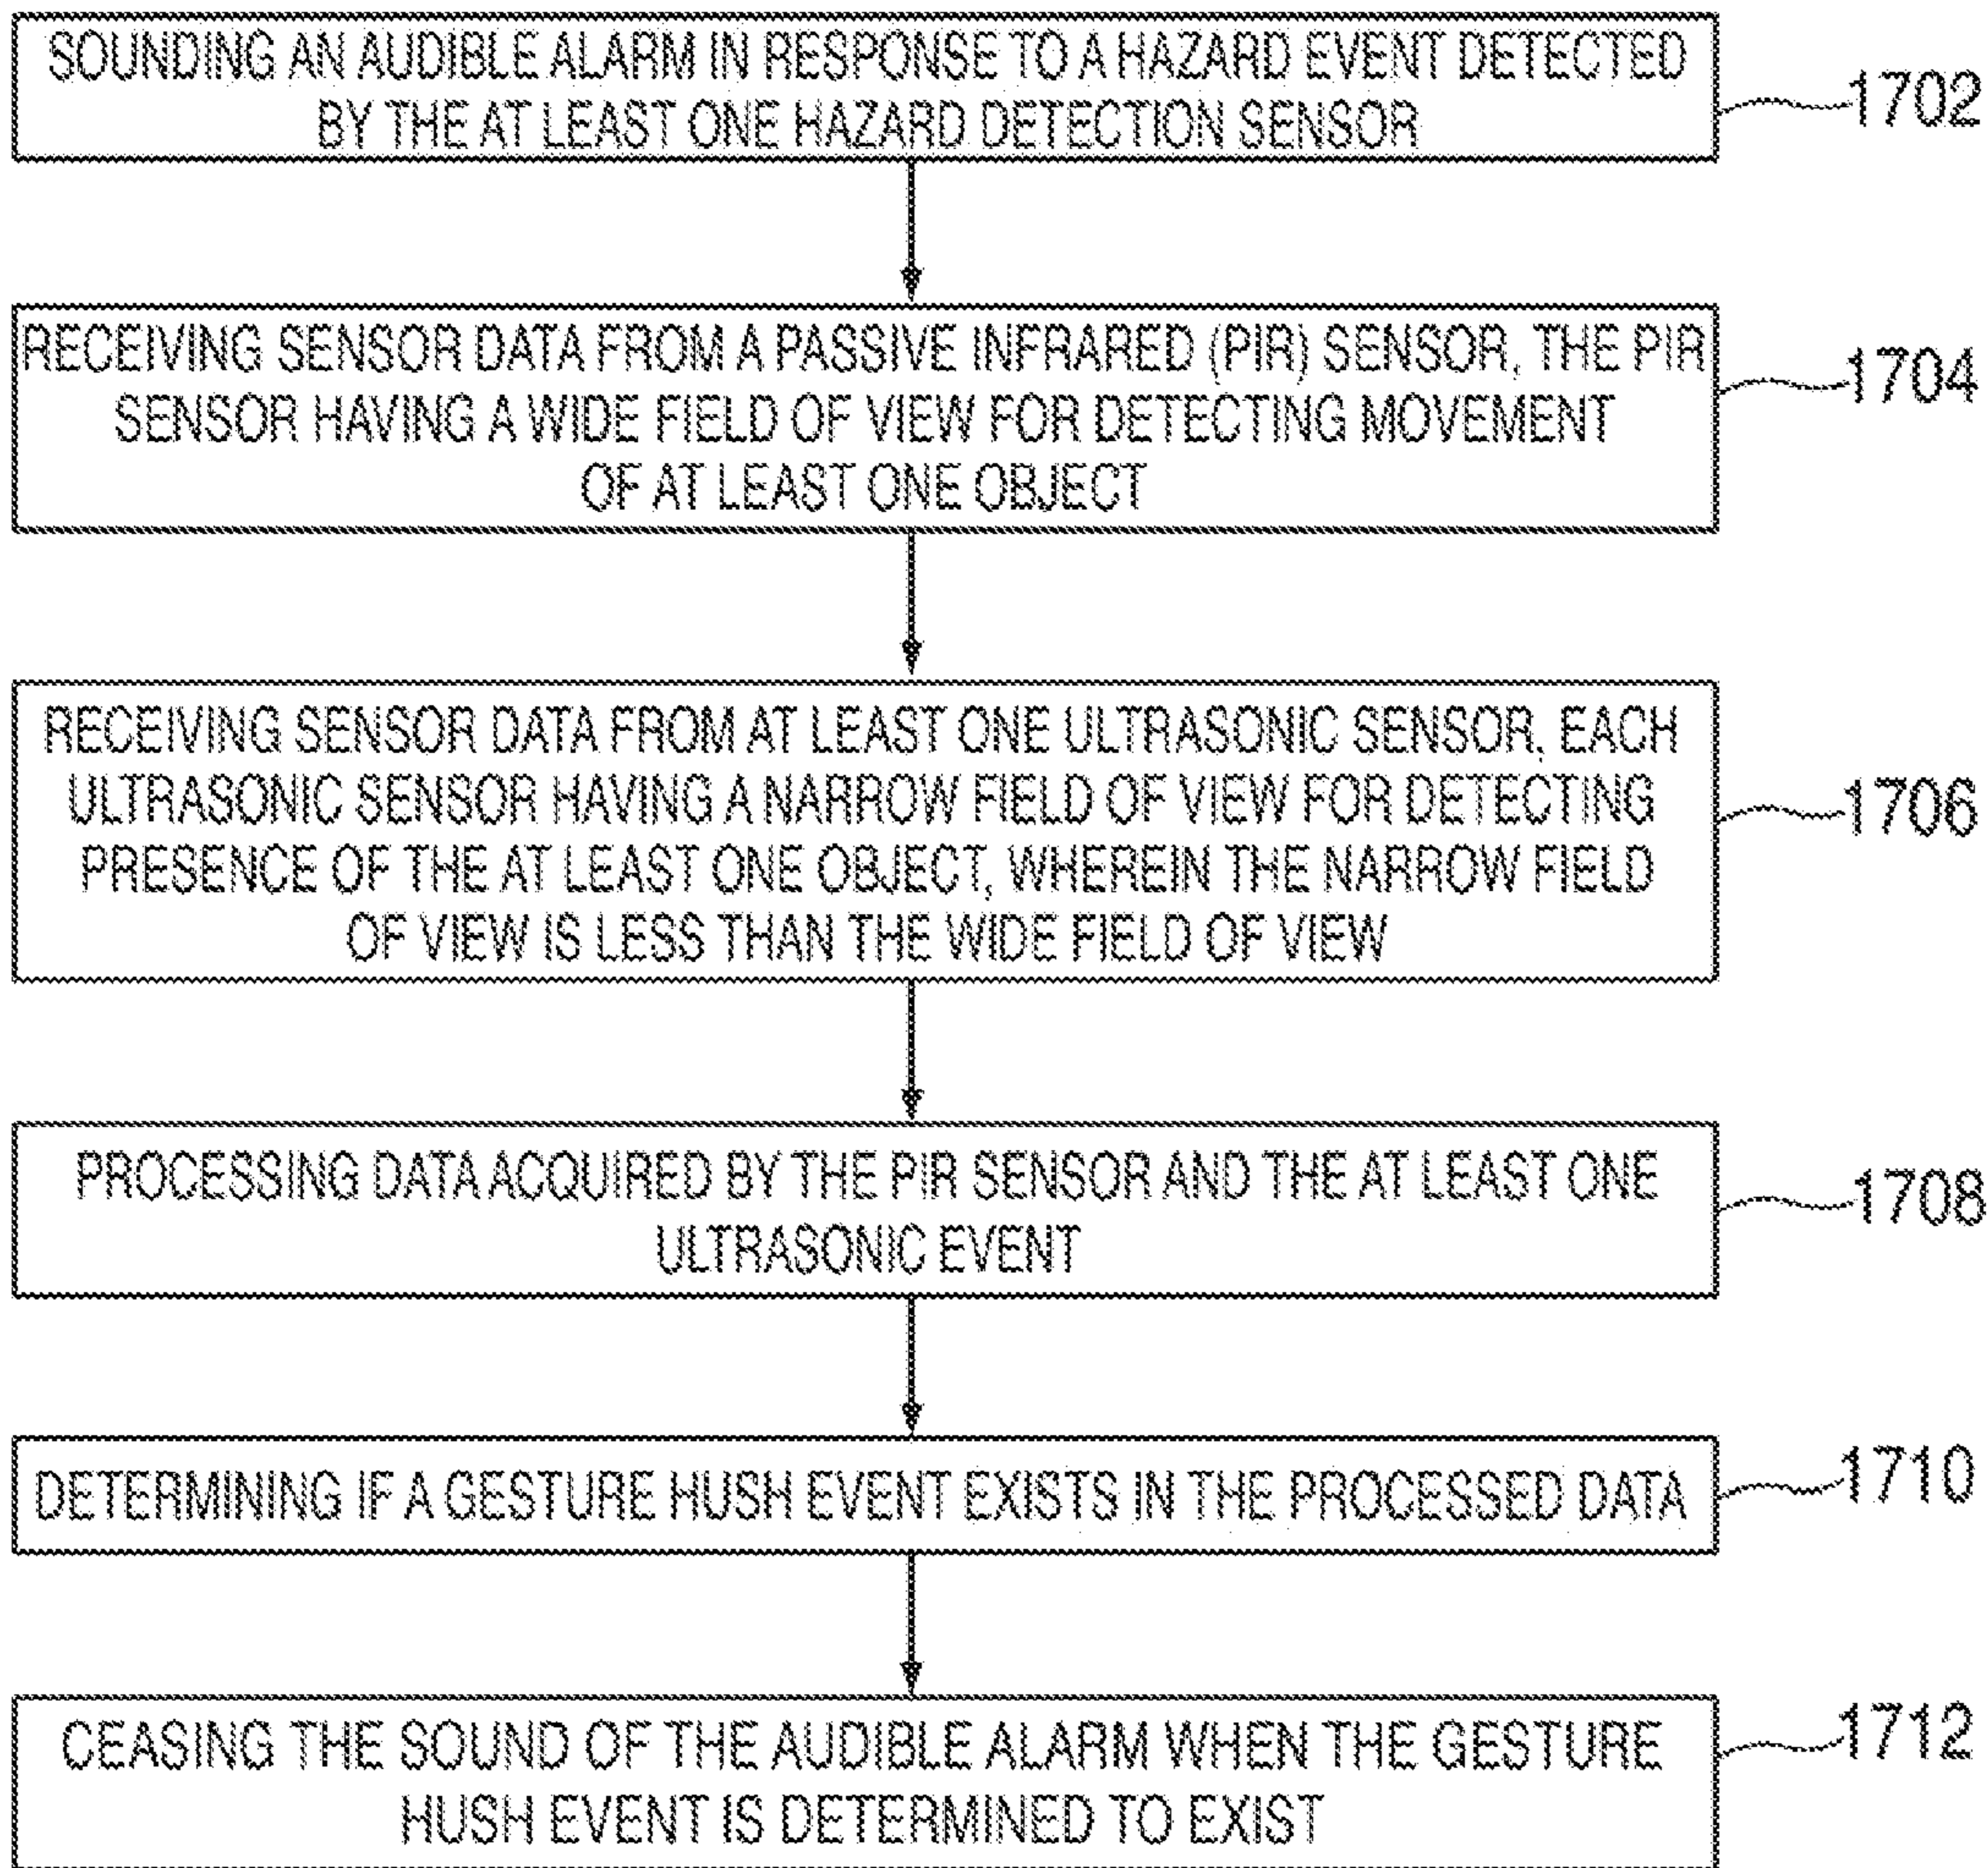 SOUNDING AN AUDIBLE ALARM IN RESPONSE TO A HAZARD EVENT DETECTED
BY THE AT LEAST ONE HAZARD DETECTION SENSOR
1702
RECEIVING SENSOR DATA FROM A PASSIVE INFRARED (PIR) SENSOR, THE PIR
SENSOR HAVING A WIDE FIELD OF VIEW FOR DETECTING MOVEMENT
OF AT LEAST ONE OBJECT
1704
RECEIVING SENSOR DATA FROM AT LEAST ONE ULTRASONIC SENSOR, EACH
ULTRASONIC SENSOR HAVING A NARROW FIELD OF VIEW FOR DETECTING
PRESENCE OF THE AT LEAST ONE OBJECT, WHEREIN THE NARROW FIELD
OF VIEW IS LESS THAN THE WIDE FIELD OF VIEW
1706
PROCESSING DATA ACQUIRED BY THE PIR SENSOR AND THE AT LEAST ONE
ULTRASONIC EVENT
1708
DETERMINING IF A GESTURE HUSH EVENT EXISTS IN THE PROCESSED DATA
1710
CEASING THE SOUND OF THE AUDIBLE ALARM WHEN THE GESTURE
HUSH EVENT IS DETERMINED TO EXIST
1712